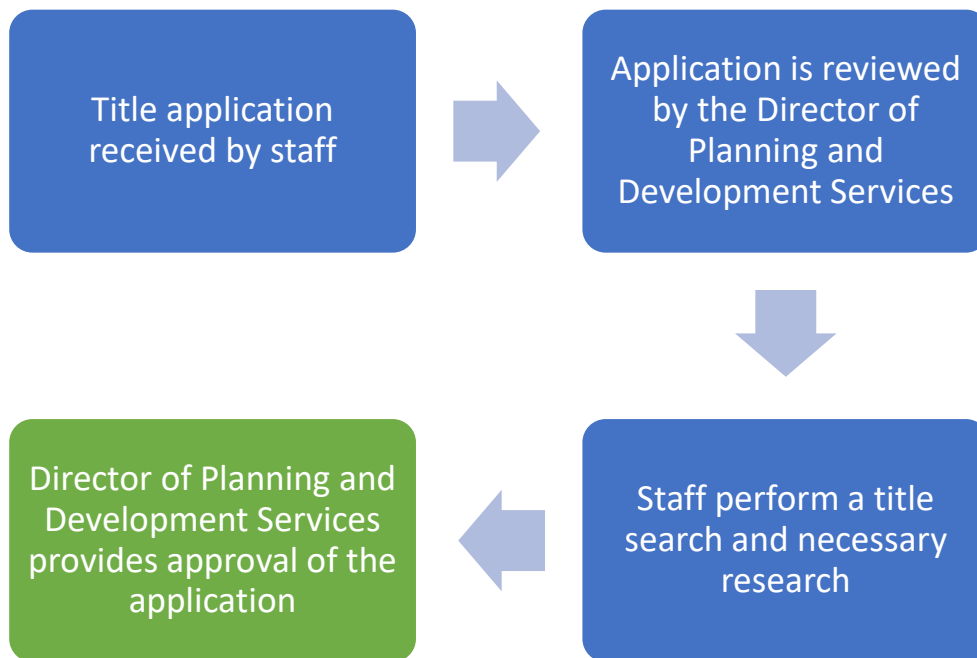 Title application
received by staff
Application is reviewed
by the Director of
Planning and
Development Services
Staff perform a title
search and necessary
research
Director of Planning and
Development Services
provides approval of the
application